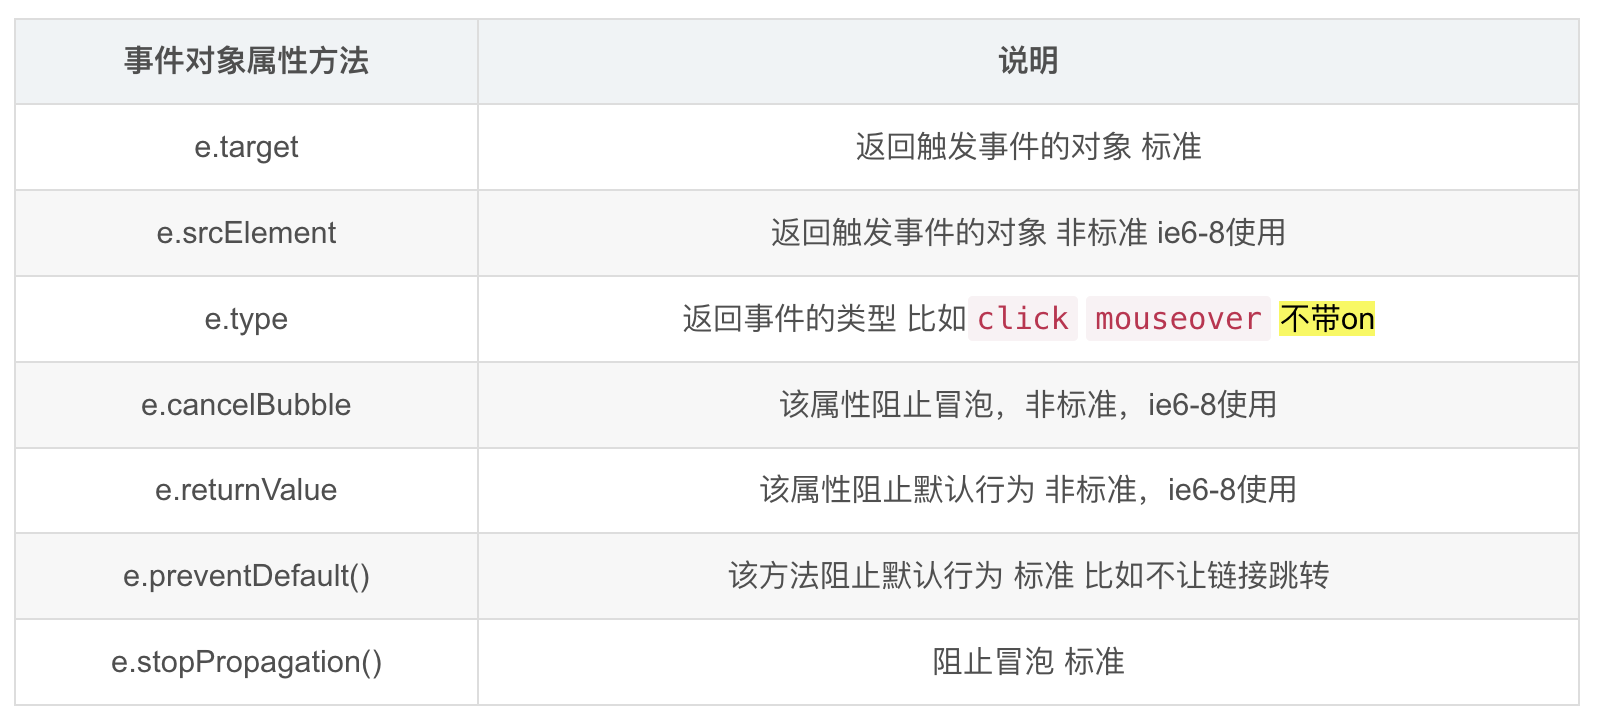 事件对象属性方法 说明
e.target 返回触发事件的对象 标准
e.srcElement 返回触发事件的对象 非标准 ie6-8使用
e.type 返回事件的类型 比如 click mouseover 不带on
e.cancelBubble 该属性阻止冒泡，非标准，ie6-8使用
e.returnValue 该属性阻止默认行为 非标准，ie6-8使用
e.preventDefault() 该方法阻止默认行为 标准 比如不让链接跳转
e.stopPropagation() 阻止冒泡 标准